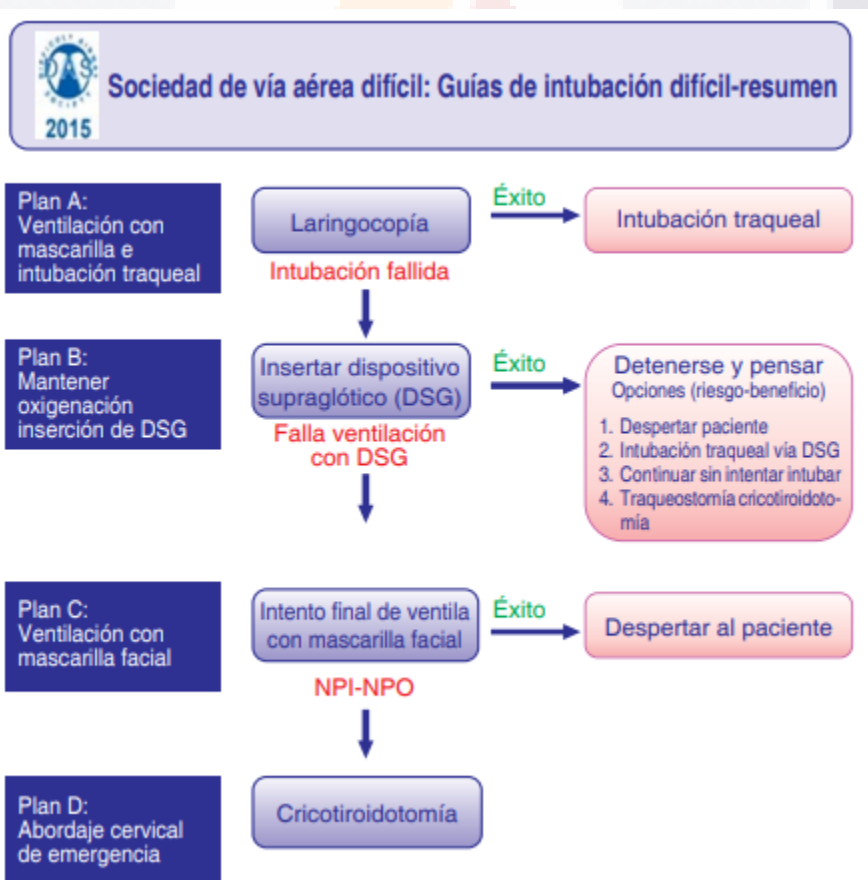 DIFFICULT AIRWAY SOCIETY
DAS
2015
Sociedad de vía aérea difícil: Guías de intubación difícil-resumen
Plan A:
Ventilación con
mascarilla e
intubación traqueal
Laringocopía
Éxito
Intubación traqueal
Intubación fallida
Plan B:
Mantener
oxigenación
inserción de DSG
Insertar dispositivo
supraglótico (DSG)
Éxito
Detenerse y pensar
Opciones (riesgo-beneficio)
1. Despertar paciente
2. Intubación traqueal vía DSG
3. Continuar sin intentar intubar
4. Traqueostomía cricotiroidoto-
mía
Falla ventilación
con DSG
Plan C:
Ventilación con
mascarilla facial
Intento final de ventila
con mascarilla facial
Éxito
Despertar al paciente
NPI-NPO
Plan D:
Abordaje cervical
de emergencia
Cricotiroidotomía